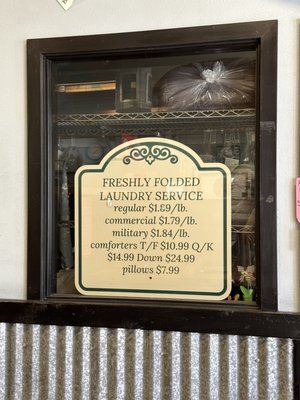 FRESHLY FOLDED
LAUNDRY SERVICE
regular $1.89/lb.
commercial $1.79/lb.
military $1.84/lb.
comforters T/F $10.99 Q/K
$14.99 Down $24.99
pillows $7.99